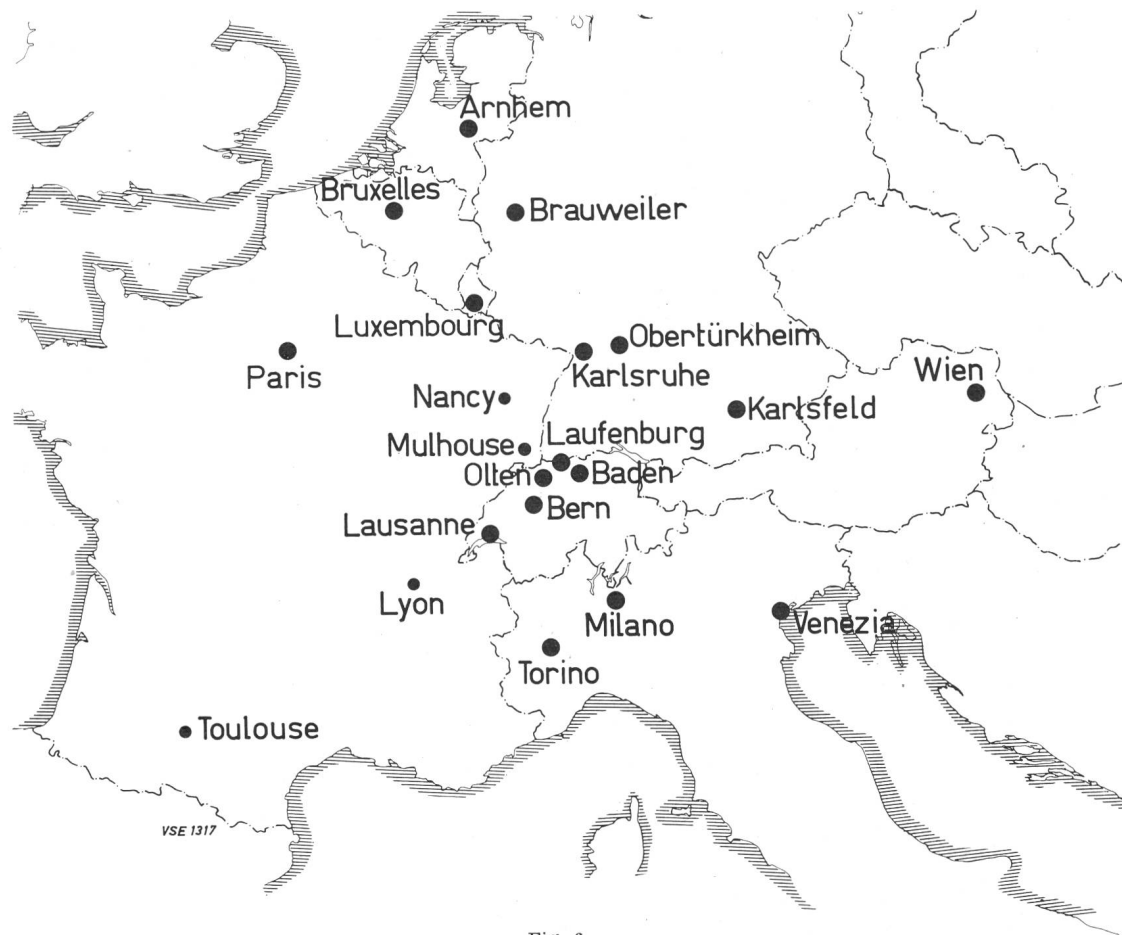 Arnhem
Bruxelles
Brauweiler
Luxembourg
Obertürkheim
Paris
Karlsruhe
Wien
Nancy
Karlsfeld
Laufenburg
Mulhouse
Olten
Baden
Bern
Lausanne
Lyon
Milano
Venezia
Torino
Toulouse
VSE 1317